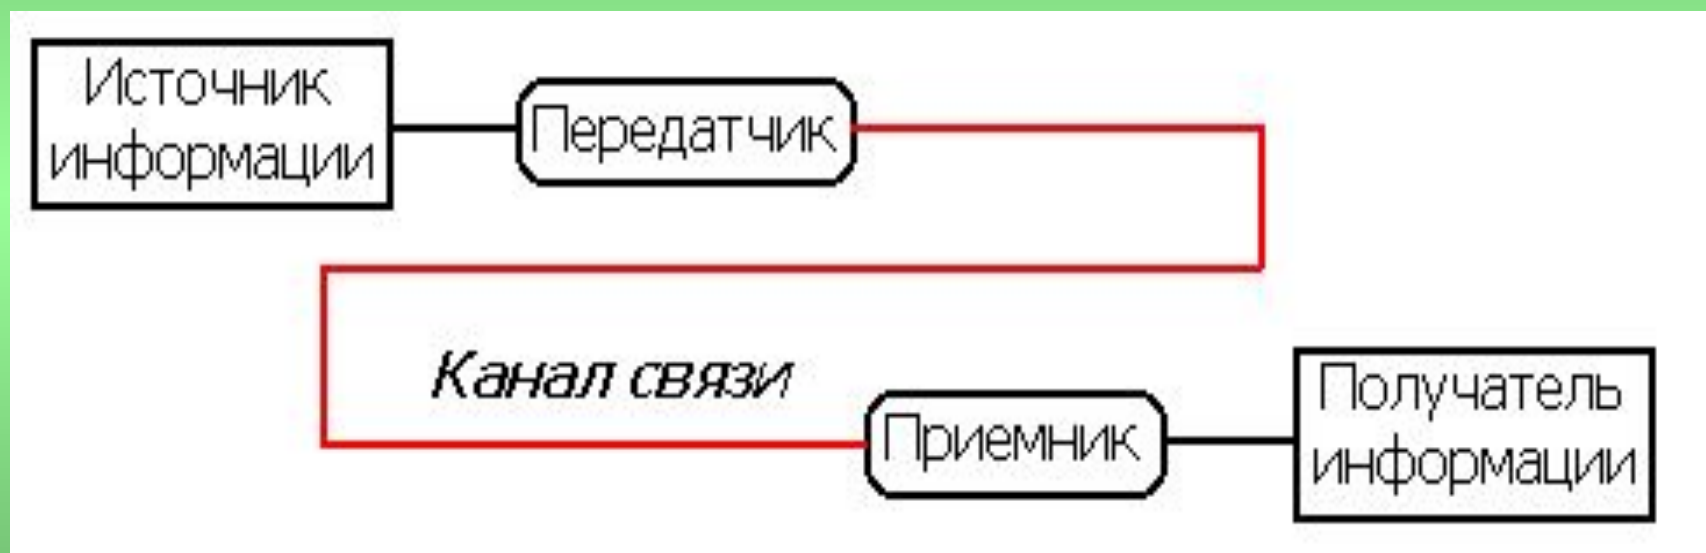 Источник
информации
Передатчик
Канал связи
Приемник
Получатель
информации